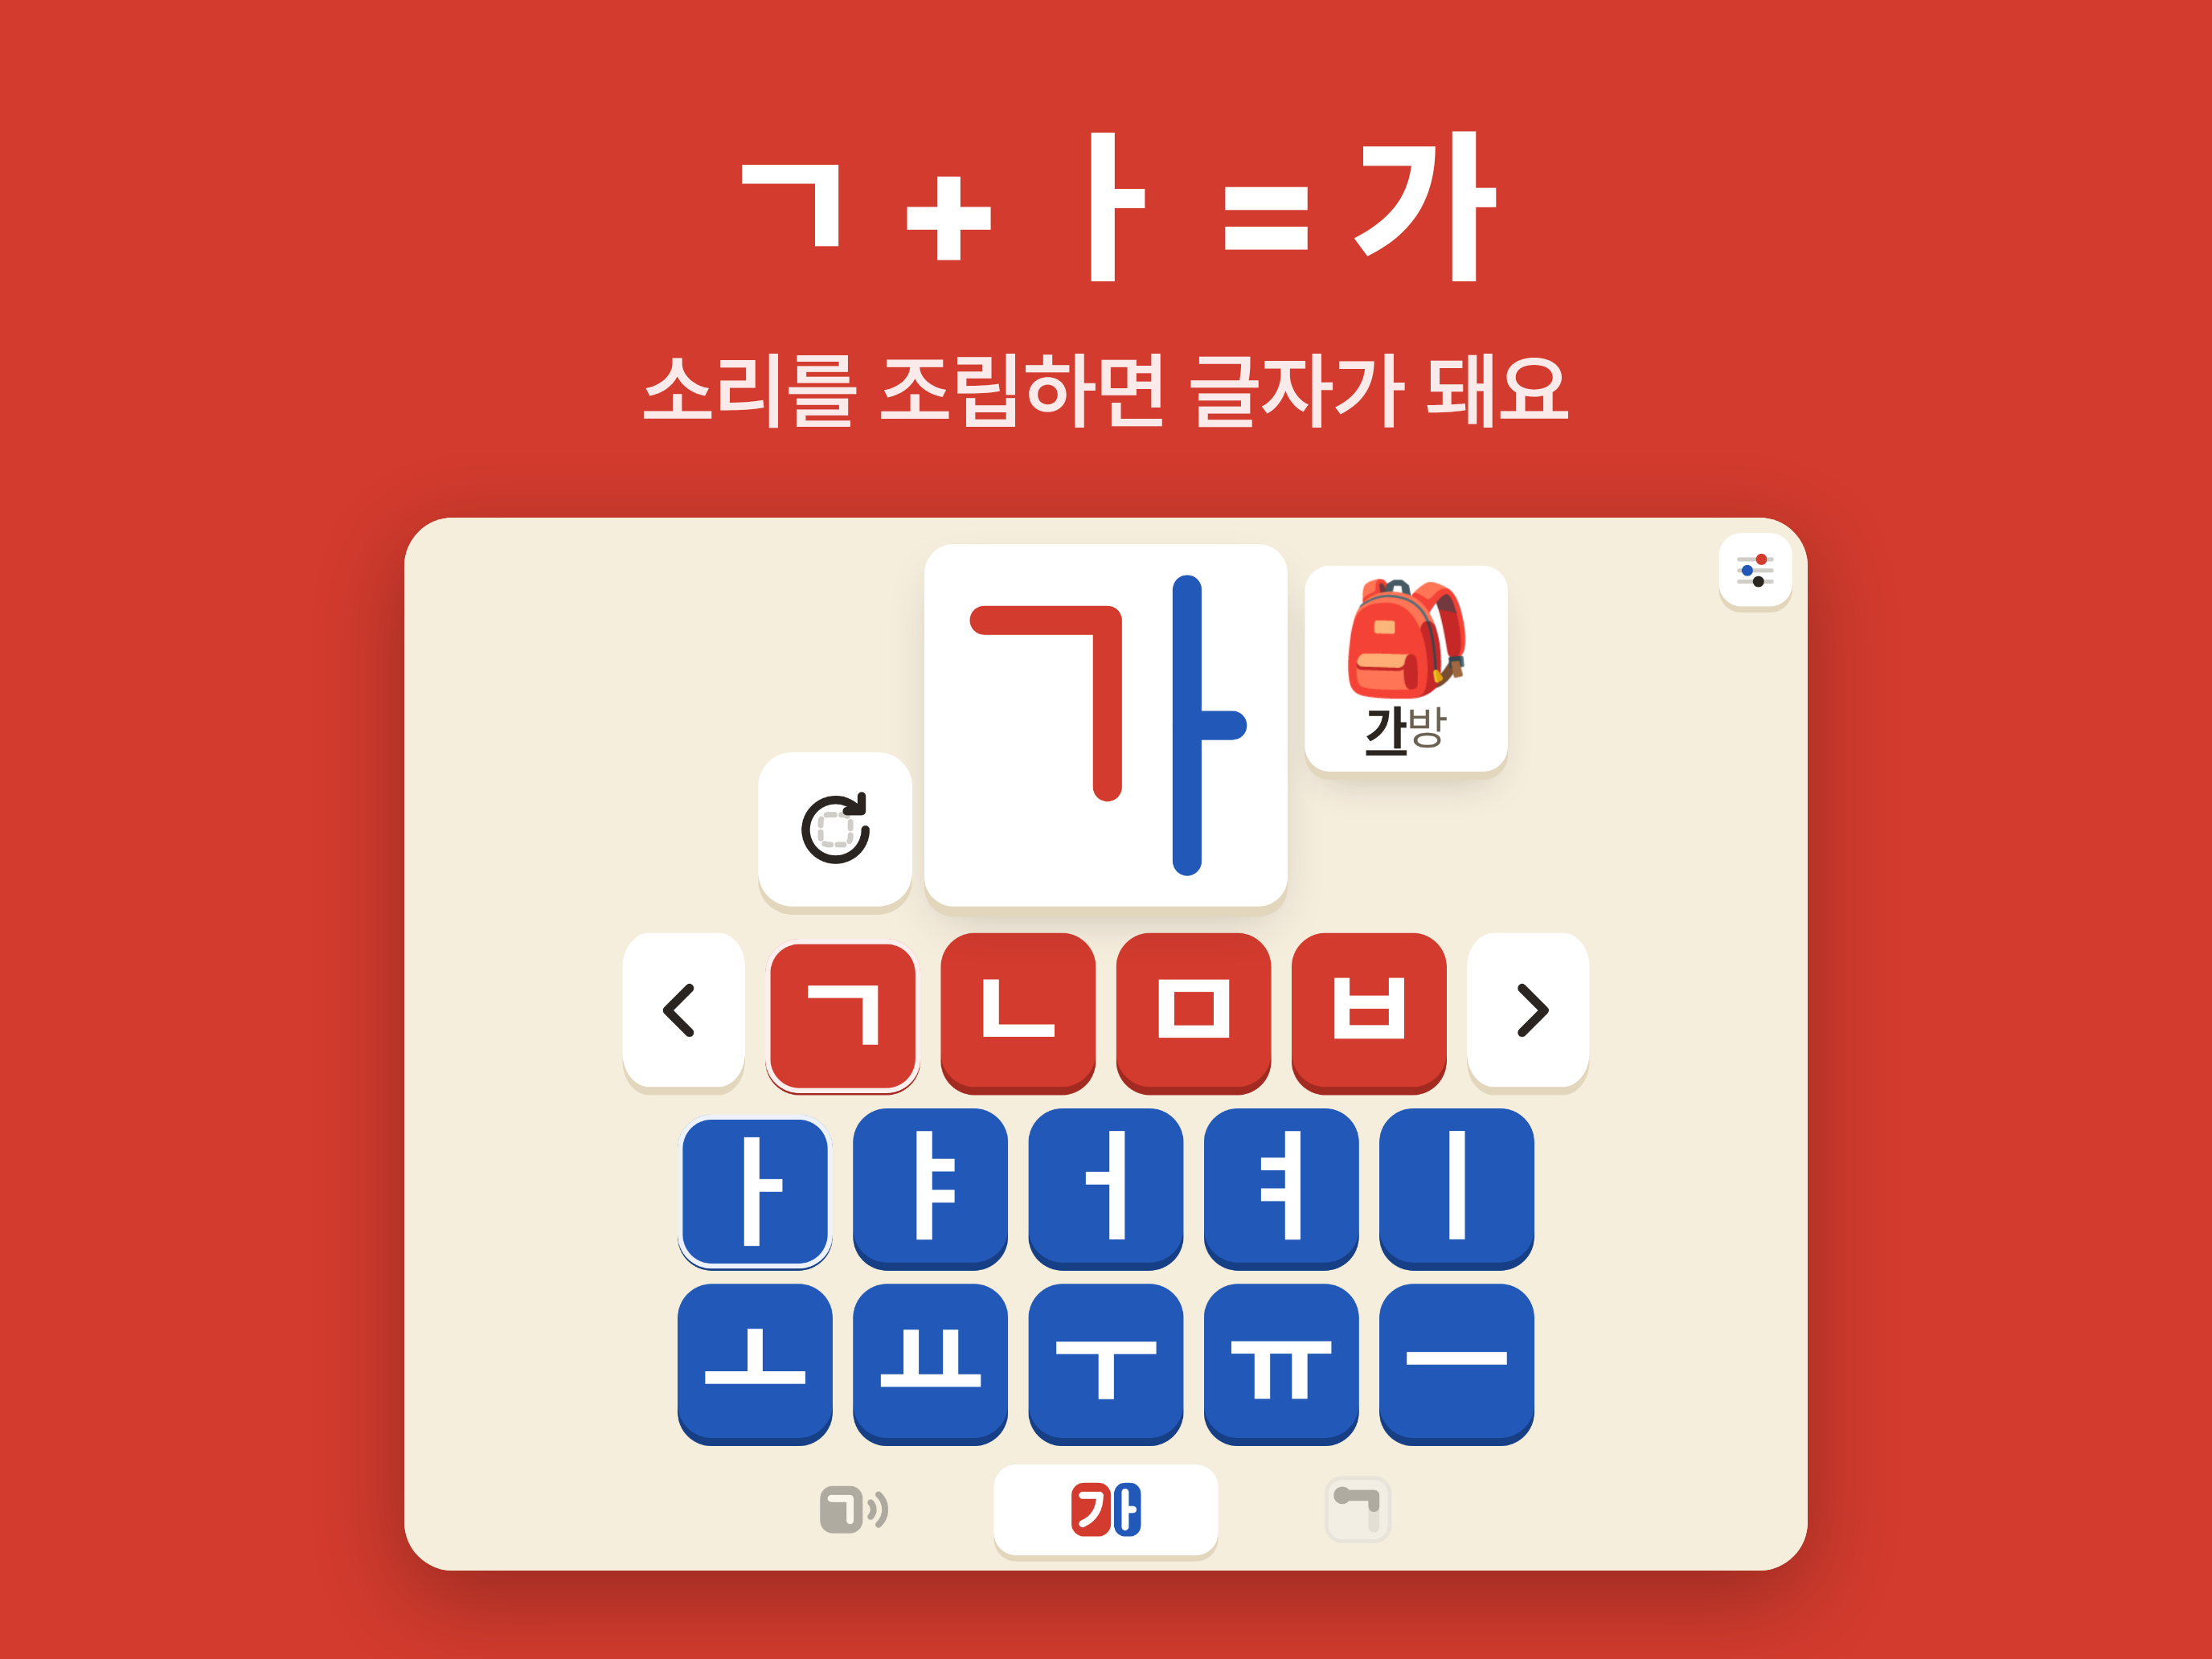 ㄱ + ㅏ = 가
소리를 조립하면 글자가 돼요
가
가방
ㄱ ㄴ ㅁ ㅂ
ㅏ ㅑ ㅓ ㅕ ㅣ
ㅗ ㅛ ㅜ ㅠ ㅡ
ㄱ 가 ㄱ